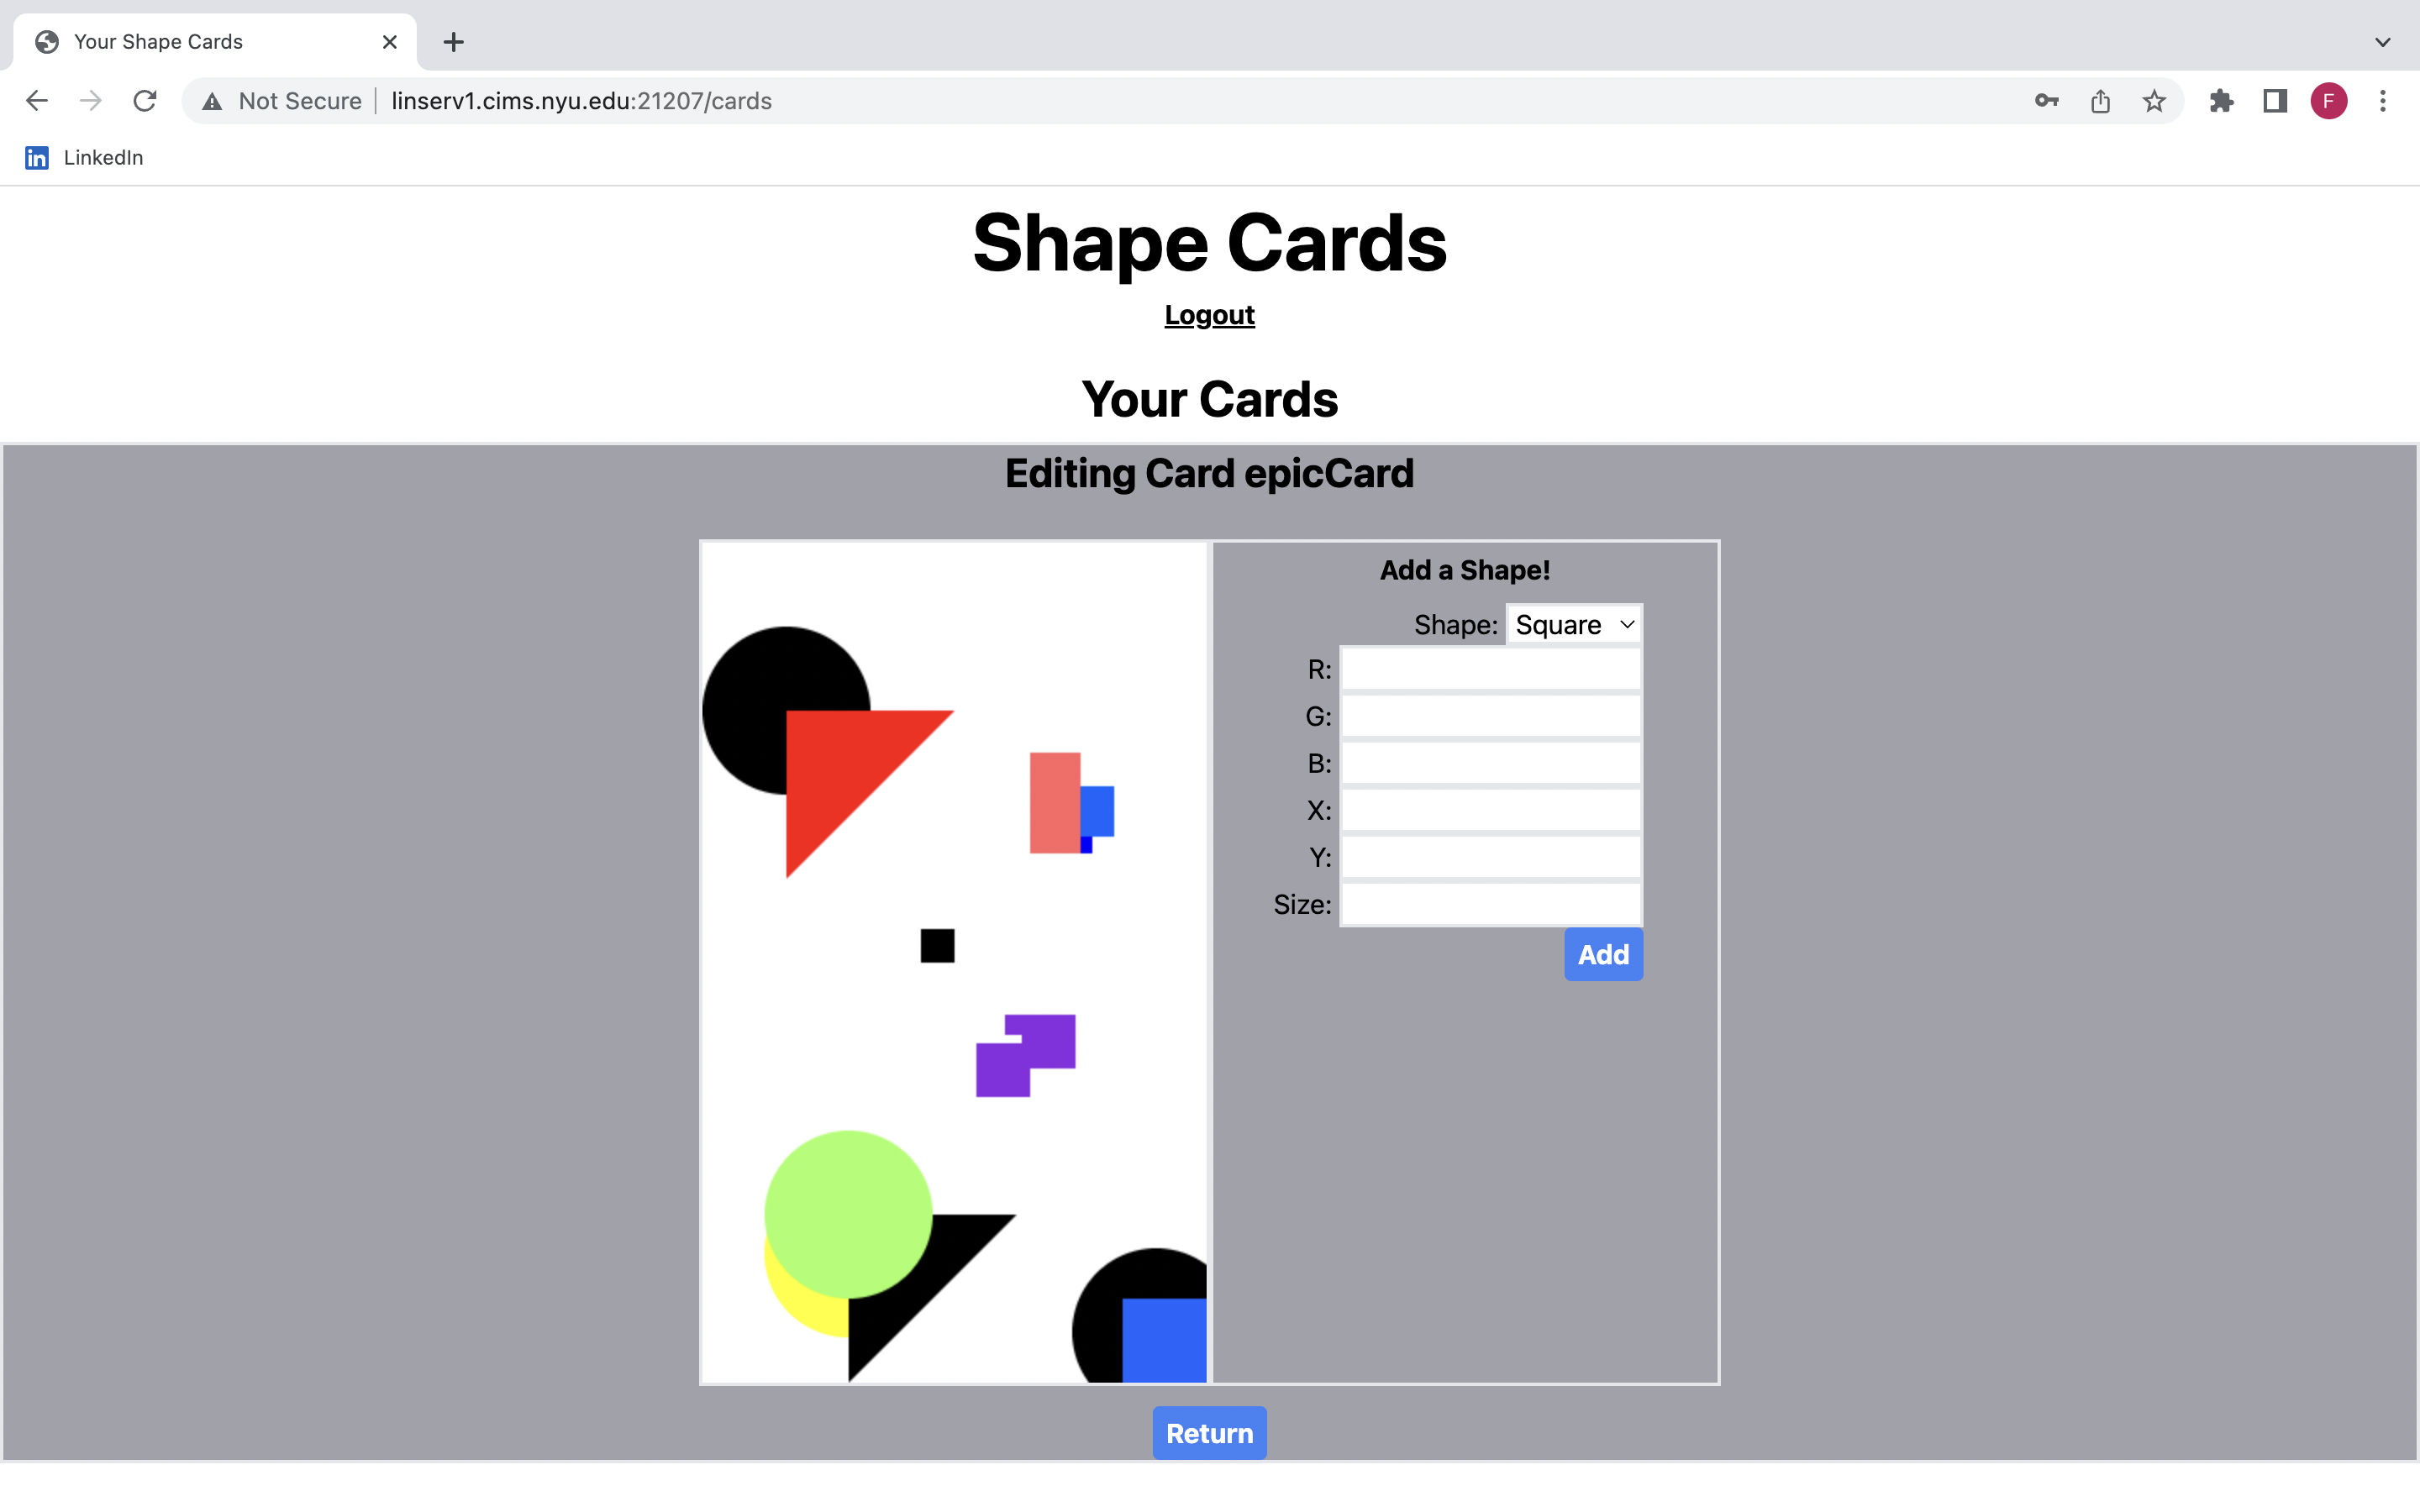 Your Shape Cards
Not Secure linserv1.cims.nyu.edu:21207/cards
F
in LinkedIn
Shape Cards
Logout
Your Cards
Editing Card epicCard
Add a Shape!
Shape: Square
R:
G:
B:
X:
Y:
Size:
Add
Return